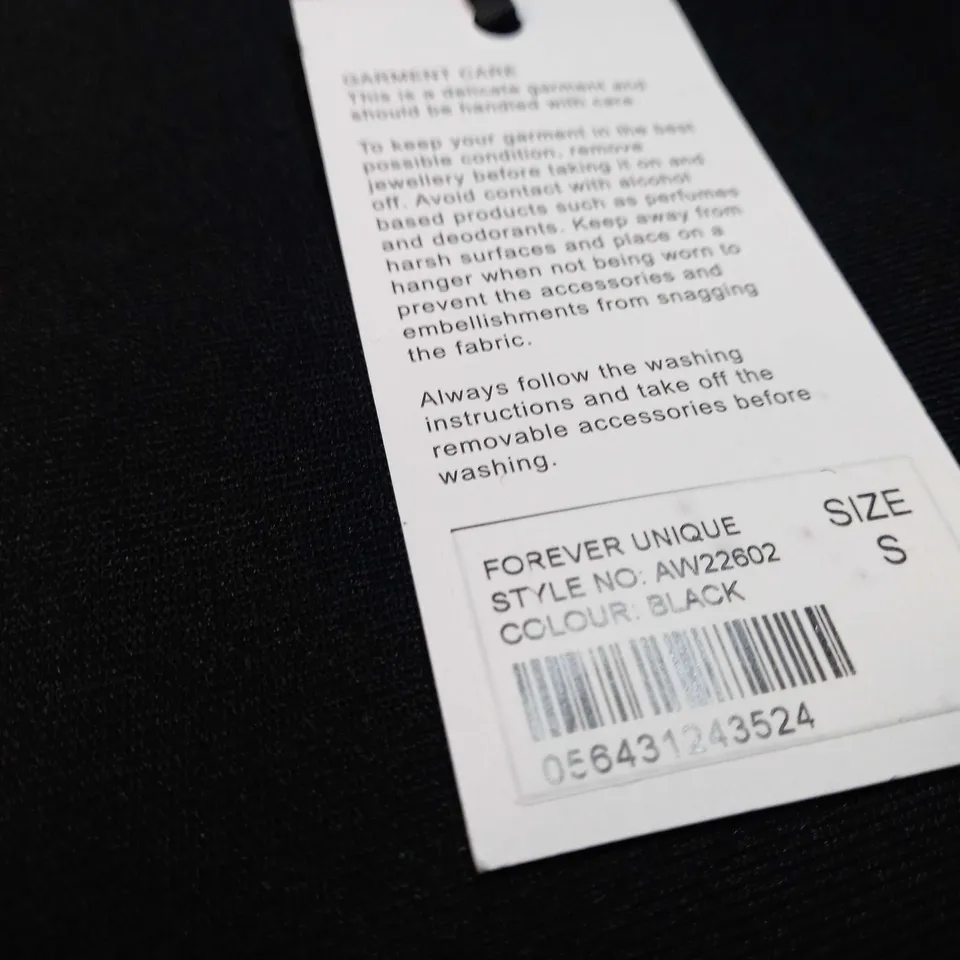 GARMENT CARE
This is a delicate garment and
should be handled with care
To keep your garment in the best
possible condition, remove
jewellery before taking it on and
off. Avoid contact with alcohol
based products such as perfumes
and deodorants. Keep away from
harsh surfaces and place on a
hanger when not being worn to
prevent the accessories and
embellishments from snagging
the fabric.
Always follow the washing
instructions and take off the
removable accessories before
washing.
FOREVER UNIQUE
STYLE NO: AW22602
COLOUR: BLACK
SIZE
S
056431243524